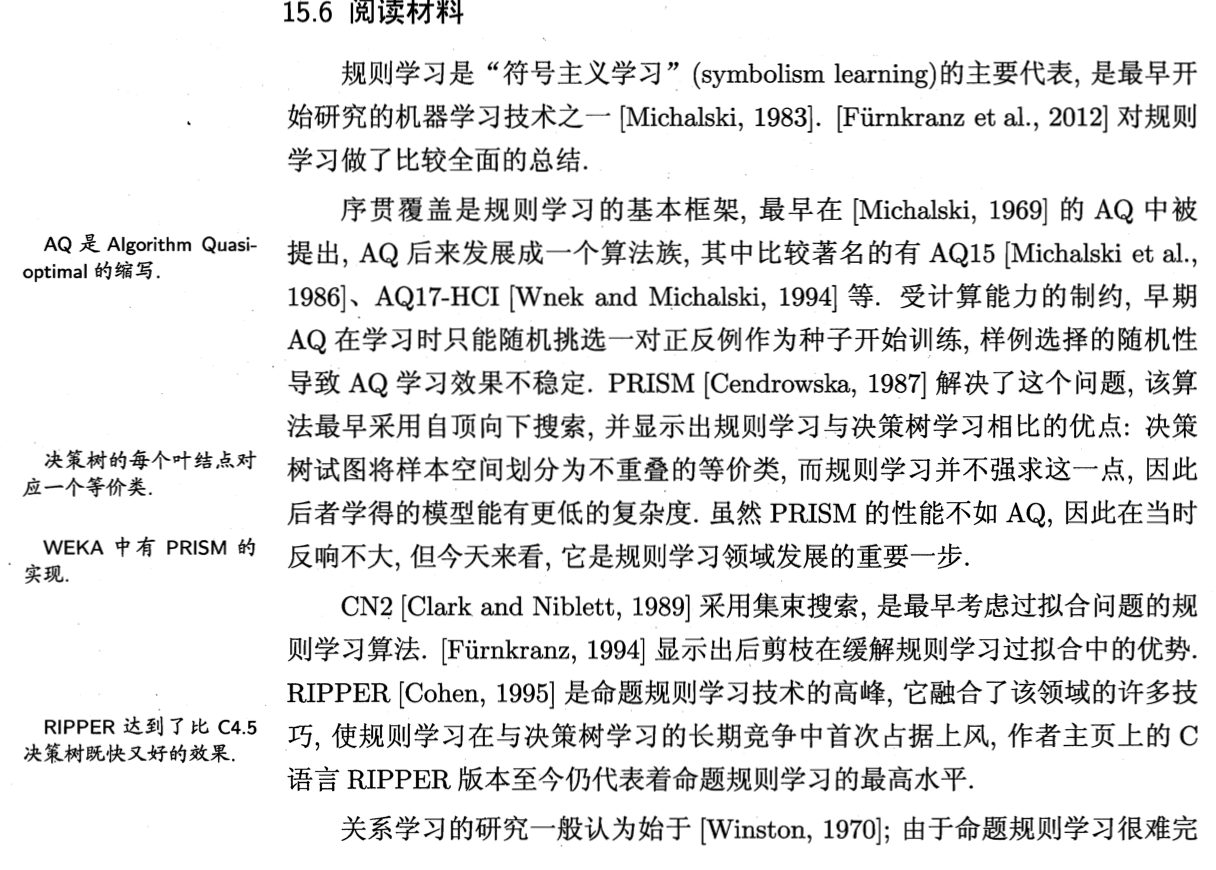 15.6 阅读材料
规则学习是“符号主义学习”(symbolism learning)的主要代表, 是最早开
始研究的机器学习技术之一 [Michalski, 1983]. [Fürnkranz et al., 2012] 对规则
学习做了比较全面的总结.
序贯覆盖是规则学习的基本框架, 最早在 [Michalski, 1969] 的 AQ 中被
AQ 是 Algorithm Quasi-
optimal 的缩写.
提出, AQ 后来发展成一个算法族, 其中比较著名的有 AQ15 [Michalski et al.,
1986]、AQ17-HCI [Wnek and Michalski, 1994] 等. 受计算能力的制约, 早期
AQ 在学习时只能随机挑选一对正反例作为种子开始训练, 样例选择的随机性
导致 AQ 学习效果不稳定. PRISM [Cendrowska, 1987] 解决了这个问题, 该算
法最早采用自顶向下搜索, 并显示出规则学习与决策树学习相比的优点: 决策
决策树的每个叶结点对
应一个等价类.
树试图将样本空间划分为不重叠的等价类, 而规则学习并不强求这一点, 因此
后者学得的模型能有更低的复杂度. 虽然 PRISM 的性能不如 AQ, 因此在当时
WEKA 中有 PRISM 的
实现.
反响不大, 但今天来看, 它是规则学习领域发展的重要一步.
CN2 [Clark and Niblett, 1989] 采用集束搜索, 是最早考虑过拟合问题的规
则学习算法. [Fürnkranz, 1994] 显示出后剪枝在缓解规则学习过拟合中的优势.
RIPPER [Cohen, 1995] 是命题规则学习技术的高峰, 它融合了该领域的许多技
RIPPER 达到了比 C4.5
决策树既快又好的效果.
巧, 使规则学习在与决策树学习的长期竞争中首次占据上风, 作者主页上的 C
语言 RIPPER 版本至今仍代表着命题规则学习的最高水平.
关系学习的研究一般认为始于 [Winston, 1970]; 由于命题规则学习很难完